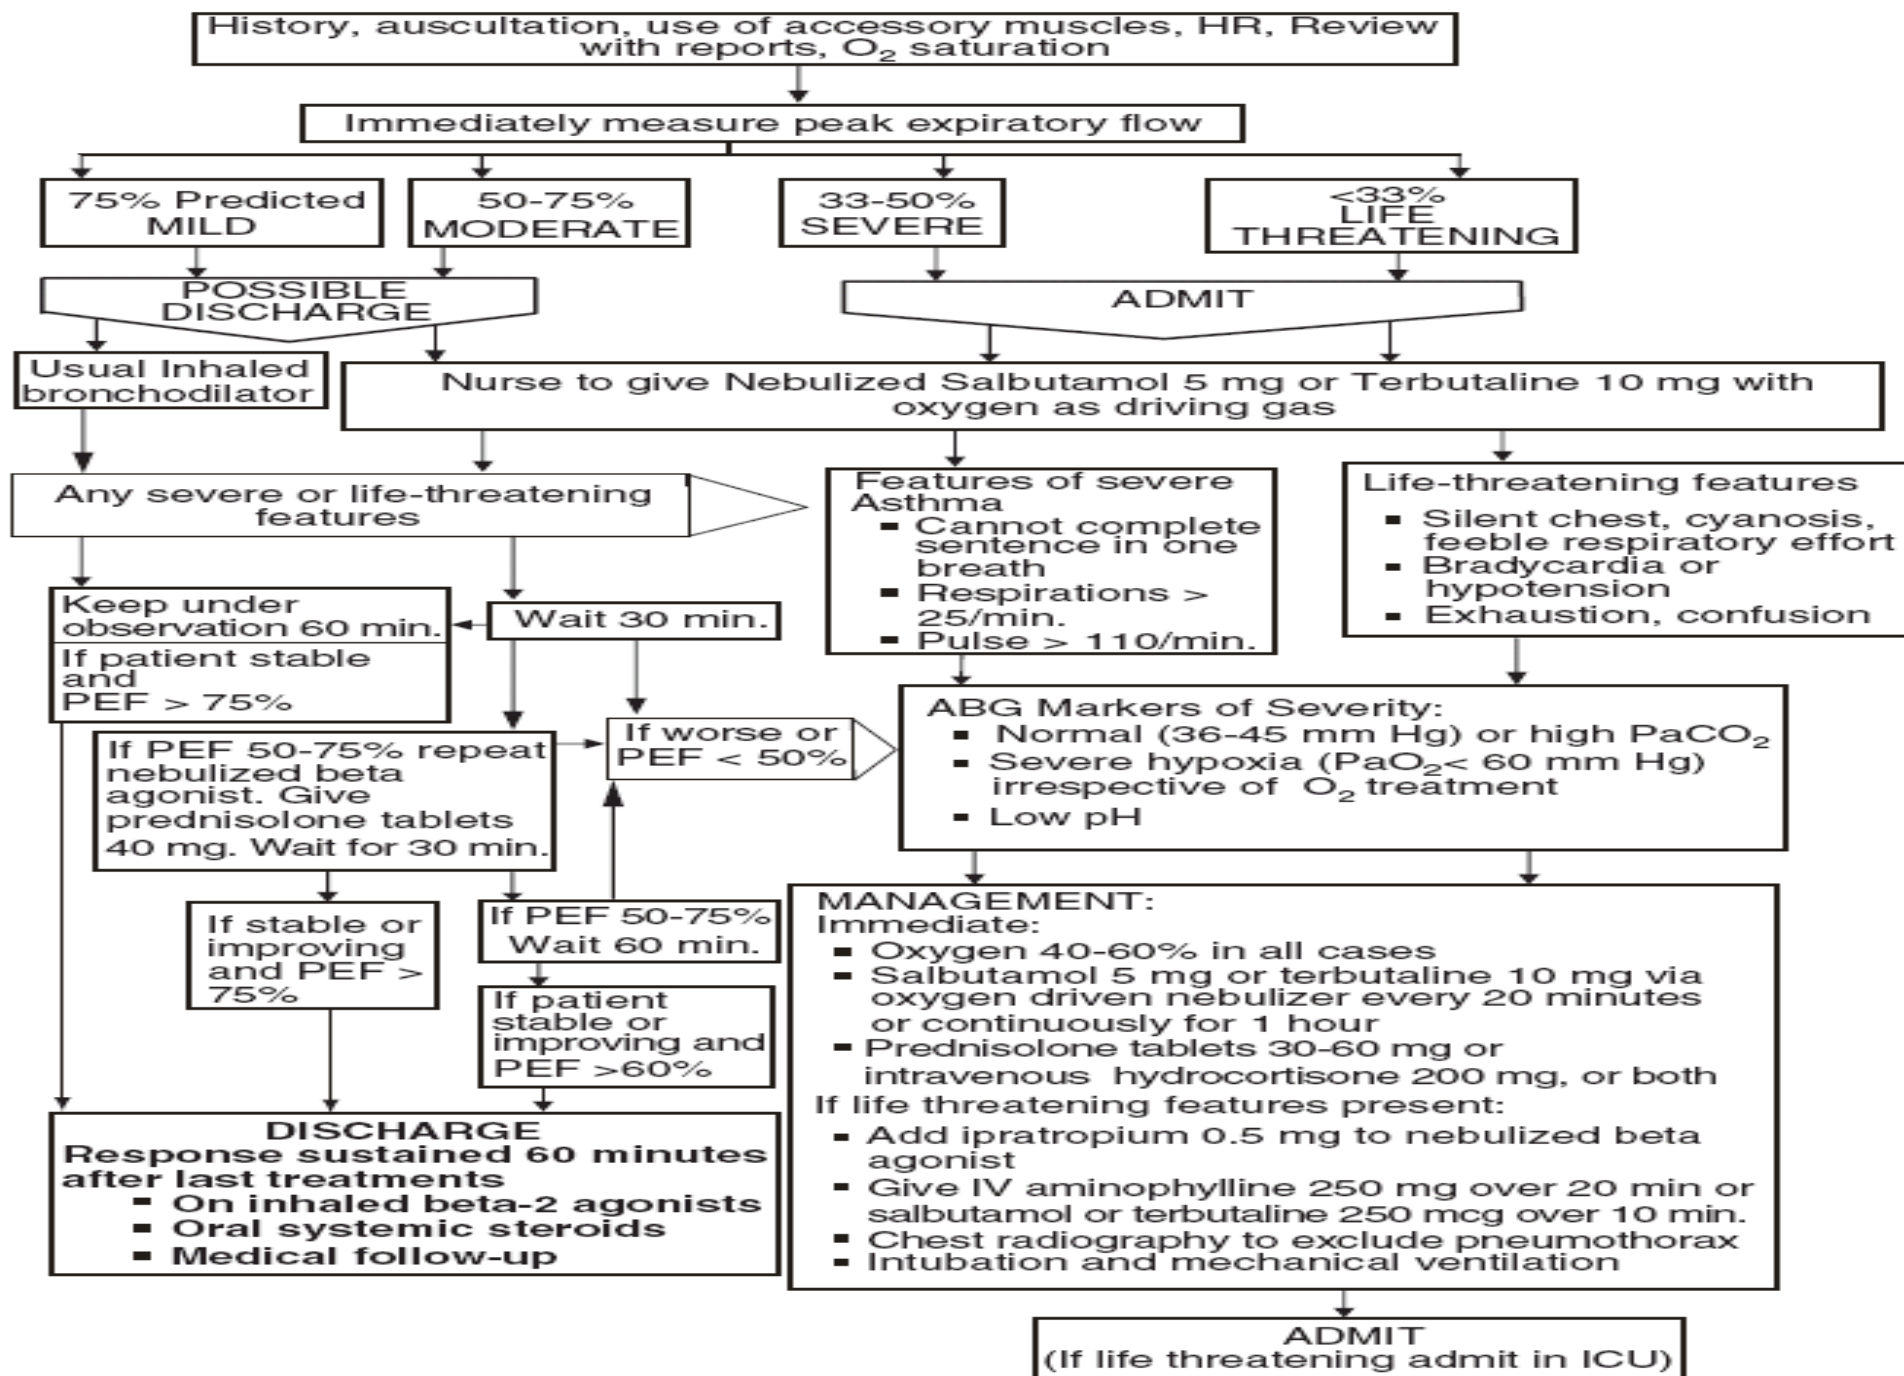 History, auscultation, use of accessory muscles, HR, Review
with reports, O₂ saturation
Immediately measure peak expiratory flow
75% Predicted
MILD
50-75%
MODERATE
33-50%
SEVERE
<33%
LIFE
THREATENING
POSSIBLE
DISCHARGE
ADMIT
Usual Inhaled
bronchodilator
Nurse to give Nebulized Salbutamol 5 mg or Terbutaline 10 mg with
oxygen as driving gas
Any severe or life-threatening
features
Features of severe
Asthma
▪ Cannot complete
sentence in one
breath
▪ Respirations >
25/min.
▪ Pulse > 110/min.
Life-threatening features
▪ Silent chest, cyanosis,
feeble respiratory effort
▪ Bradycardia or
hypotension
▪ Exhaustion, confusion
Keep under
observation 60 min.
If patient stable
and
PEF > 75%
Wait 30 min.
If PEF 50-75% repeat
nebulized beta
agonist. Give
prednisolone tablets
40 mg. Wait for 30 min.
If worse or
PEF < 50%
ABG Markers of Severity:
▪ Normal (36-45 mm Hg) or high PaCO₂
▪ Severe hypoxia (PaO₂< 60 mm Hg)
irrespective of O₂ treatment
▪ Low pH
If stable or
improving
and PEF >
75%
If PEF 50-75%
Wait 60 min.
If patient
stable or
improving and
PEF >60%
MANAGEMENT:
Immediate:
▪ Oxygen 40-60% in all cases
▪ Salbutamol 5 mg or terbutaline 10 mg via
oxygen driven nebulizer every 20 minutes
or continuously for 1 hour
▪ Prednisolone tablets 30-60 mg or
intravenous hydrocortisone 200 mg, or both
If life threatening features present:
▪ Add ipratropium 0.5 mg to nebulized beta
agonist
▪ Give IV aminophylline 250 mg over 20 min or
salbutamol or terbutaline 250 mcg over 10 min.
▪ Chest radiography to exclude pneumothorax
▪ Intubation and mechanical ventilation
DISCHARGE
Response sustained 60 minutes
after last treatments
▪ On inhaled beta-2 agonists
▪ Oral systemic steroids
▪ Medical follow-up
ADMIT
(If life threatening admit in ICU)